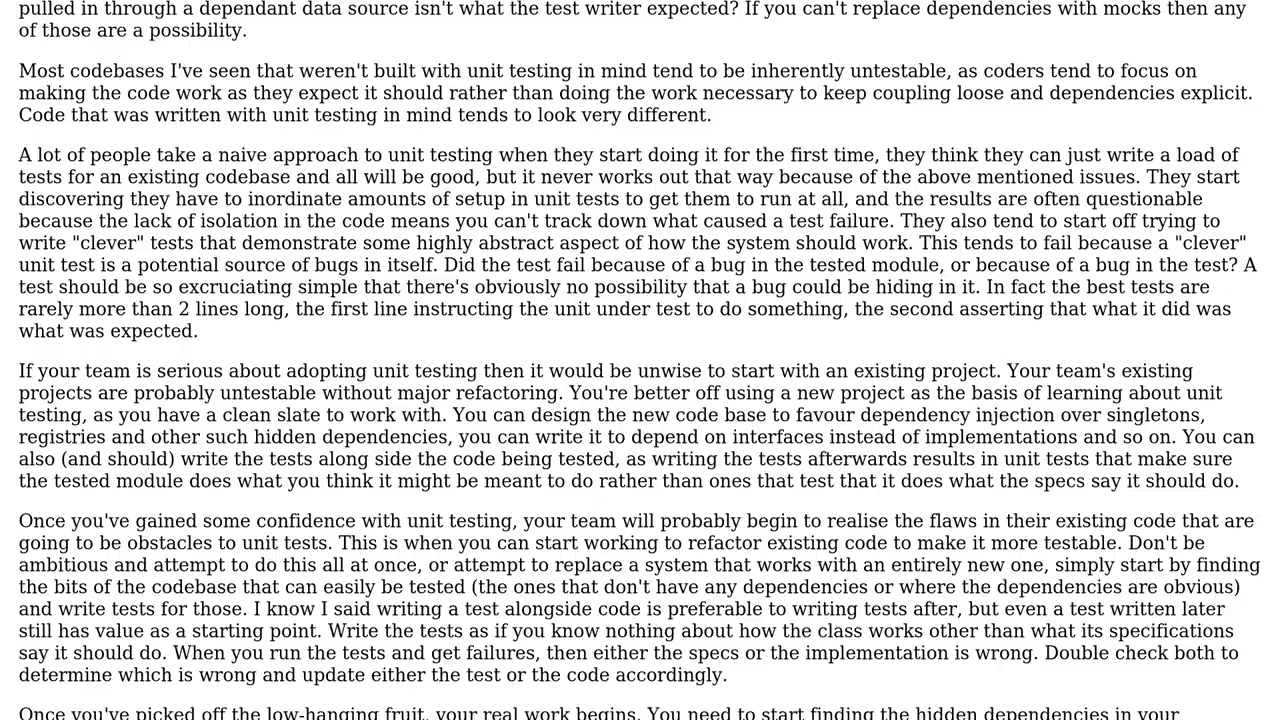 pulled in through a dependant data source isn't what the test writer expected? If you can't replace dependencies with mocks then any
of those are a possibility.
Most codebases I've seen that weren't built with unit testing in mind tend to be inherently untestable, as coders tend to focus on
making the code work as they expect it should rather than doing the work necessary to keep coupling loose and dependencies explicit.
Code that was written with unit testing in mind tends to look very different.
A lot of people take a naive approach to unit testing when they start doing it for the first time, they think they can just write a load of
tests for an existing codebase and all will be good, but it never works out that way because of the above mentioned issues. They start
discovering they have to inordinate amounts of setup in unit tests to get them to run at all, and the results are often questionable
because the lack of isolation in the code means you can't track down what caused a test failure. They also tend to start off trying to
write "clever" tests that demonstrate some highly abstract aspect of how the system should work. This tends to fail because a "clever"
unit test is a potential source of bugs in itself. Did the test fail because of a bug in the tested module, or because of a bug in the test? A
test should be so excruciating simple that there's obviously no possibility that a bug could be hiding in it. In fact the best tests are
rarely more than 2 lines long, the first line instructing the unit under test to do something, the second asserting that what it did was
what was expected.
If your team is serious about adopting unit testing then it would be unwise to start with an existing project. Your team's existing
projects are probably untestable without major refactoring. You're better off using a new project as the basis of learning about unit
testing, as you have a clean slate to work with. You can design the new code base to favour dependency injection over singletons,
registries and other such hidden dependencies, you can write it to depend on interfaces instead of implementations and so on. You can
also (and should) write the tests along side the code being tested, as writing the tests afterwards results in unit tests that make sure
the tested module does what you think it might be meant to do rather than ones that test that it does what the specs say it should do.
Once you've gained some confidence with unit testing, your team will probably begin to realise the flaws in their existing code that are
going to be obstacles to unit tests. This is when you can start working to refactor existing code to make it more testable. Don't be
ambitious and attempt to do this all at once, or attempt to replace a system that works with an entirely new one, simply start by finding
the bits of the codebase that can easily be tested (the ones that don't have any dependencies or where the dependencies are obvious)
and write tests for those. I know I said writing a test alongside code is preferable to writing tests after, but even a test written later
still has value as a starting point. Write the tests as if you know nothing about how the class works other than what its specifications
say it should do. When you run the tests and get failures, then either the specs or the implementation is wrong. Double check both to
determine which is wrong and update either the test or the code accordingly.
Once you've picked off the low-hanging fruit, your real work begins. You need to start finding the hidden dependencies in your